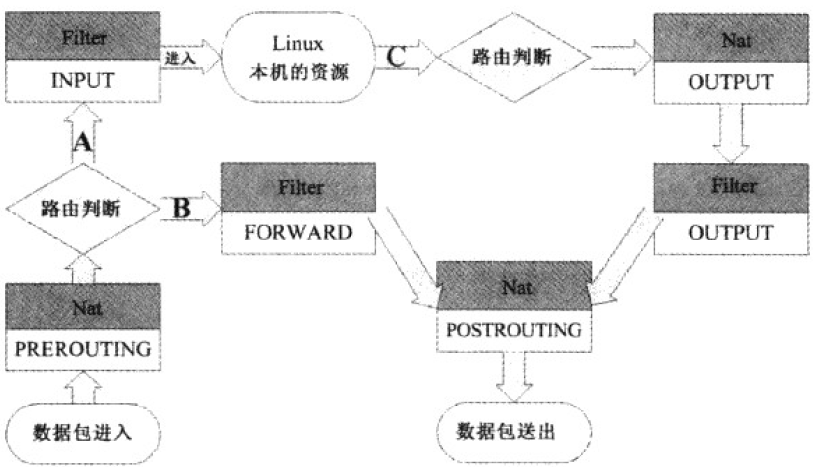 Filter
INPUT
进入
Linux
本机的资源
C
路由判断
Nat
OUTPUT
A
路由判断
B
Filter
FORWARD
Filter
OUTPUT
Nat
PREROUTING
Nat
POSTROUTING
数据包进入
数据包送出